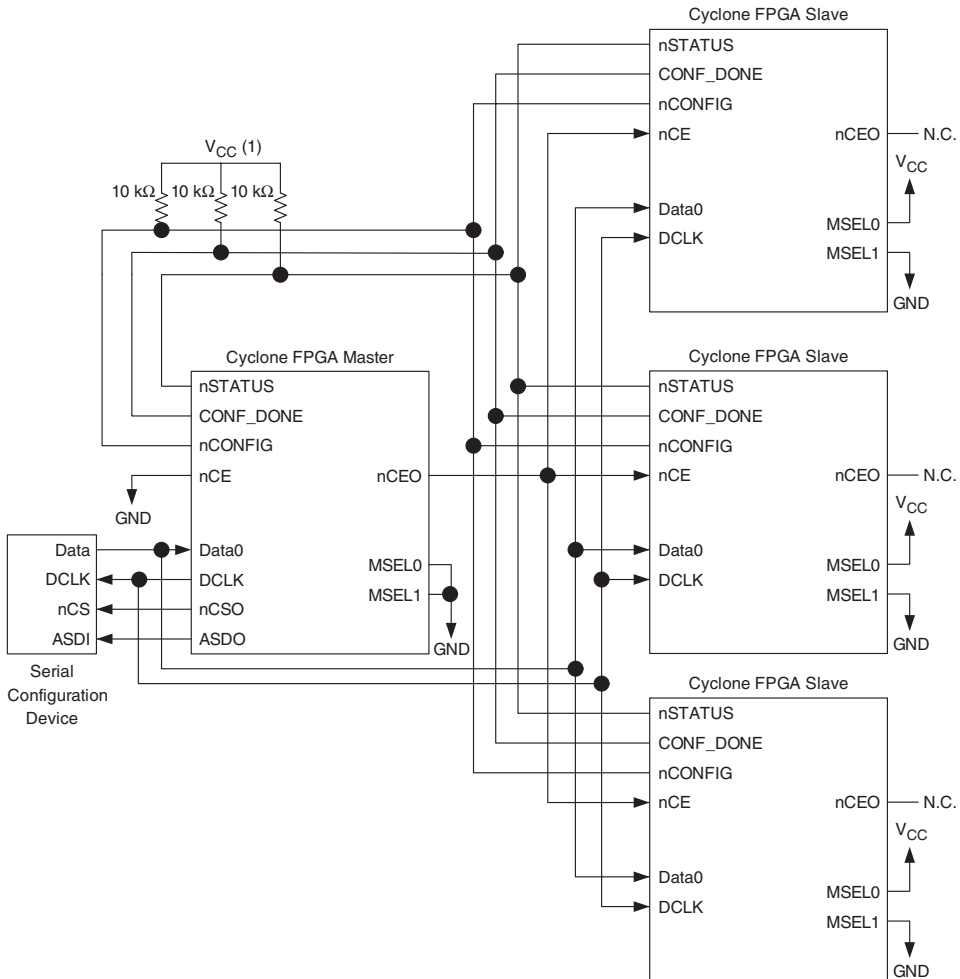 Cyclone FPGA Slave
nSTATUS
CONF_DONE
nCONFIG
nCE
nCEO
N.C.
VCC
Data0
MSEL0
DCLK
MSEL1
GND
VCC (1)
10 kΩ 10 kΩ 10 kΩ
Cyclone FPGA Master
nSTATUS
CONF_DONE
nCONFIG
nCE
nCEO
GND
Data0
DCLK
nCSO
ASDO
MSEL0
MSEL1
GND
Data
DCLK
nCS
ASDI
Serial
Configuration
Device
Cyclone FPGA Slave
nSTATUS
CONF_DONE
nCONFIG
nCE
nCEO
N.C.
VCC
Data0
MSEL0
DCLK
MSEL1
GND
Cyclone FPGA Slave
nSTATUS
CONF_DONE
nCONFIG
nCE
nCEO
N.C.
VCC
Data0
MSEL0
DCLK
MSEL1
GND